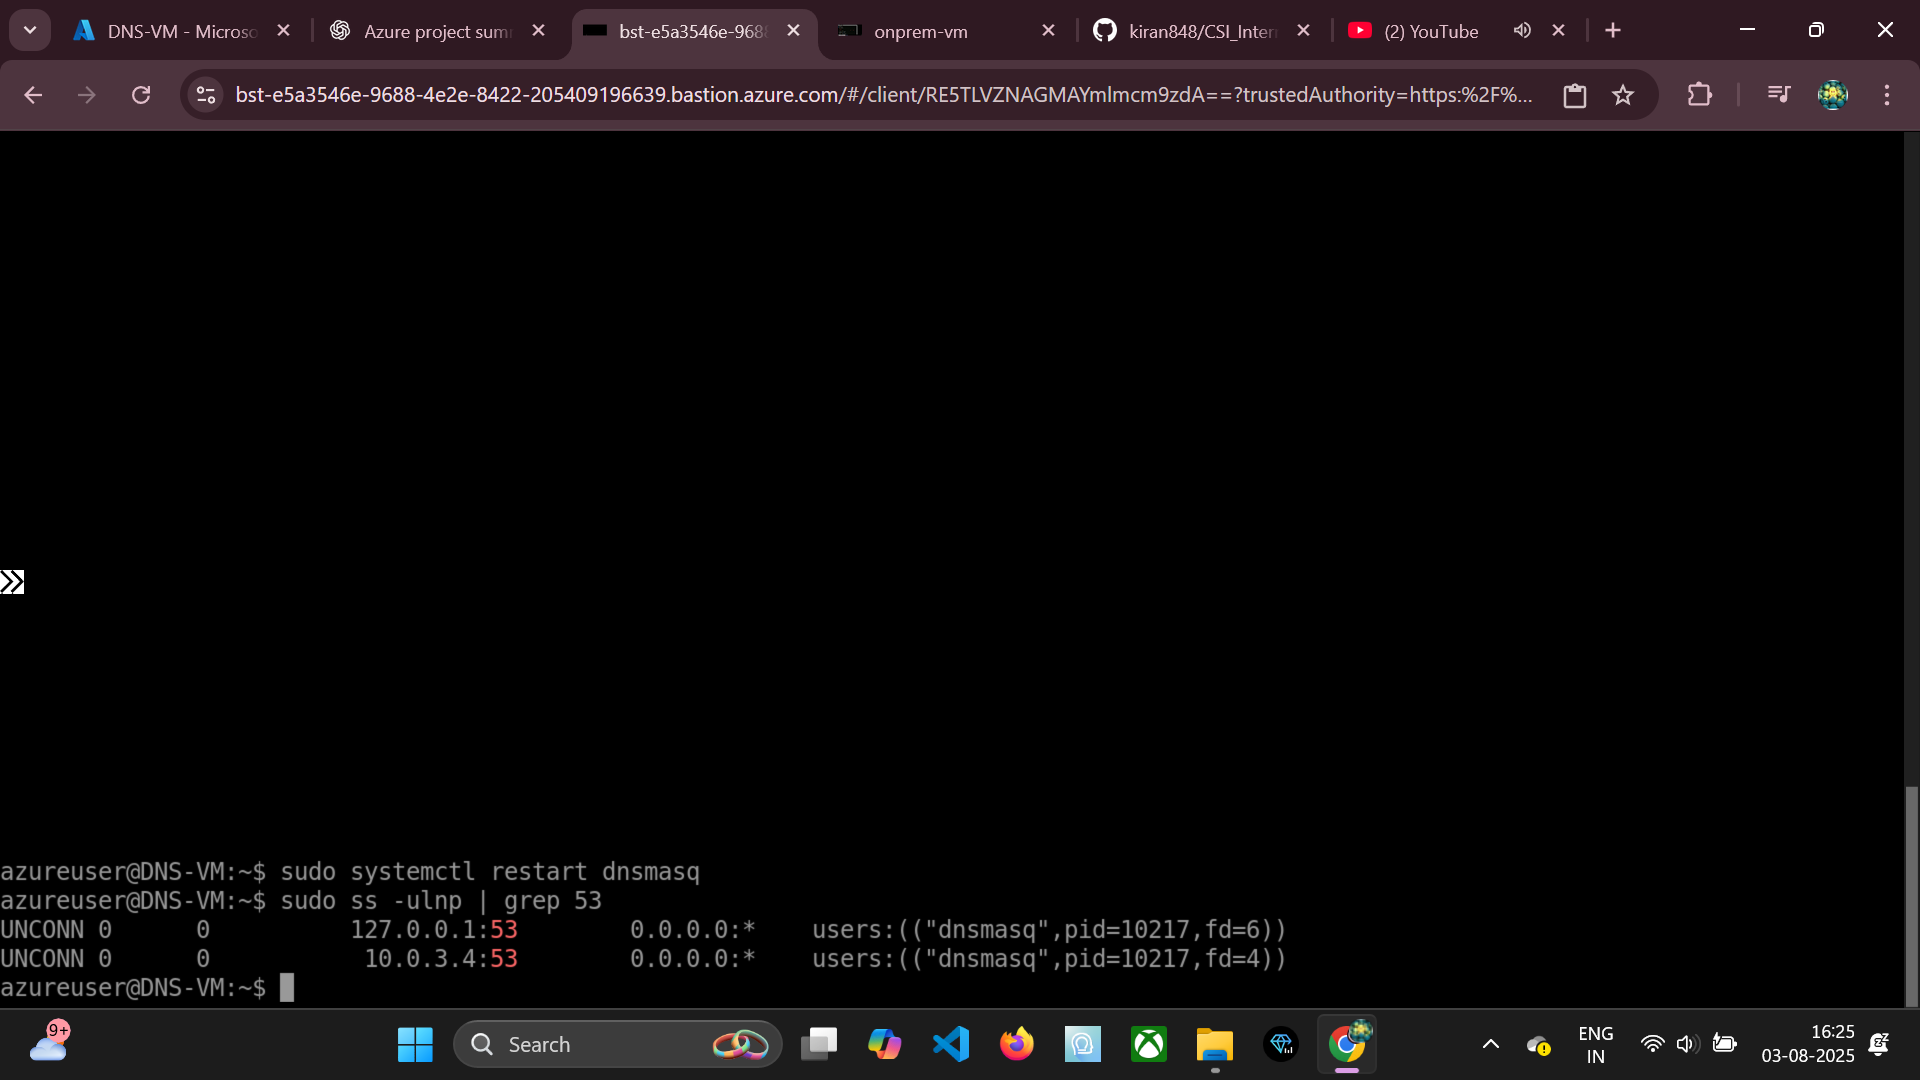 DNS-VM - Microso
Azure project sum
bst-e5a3546e-968
onprem-vm
kiran848/CSI_Inter
(2) YouTube
bst-e5a3546e-9688-4e2e-8422-205409196639.bastion.azure.com/#/client/RE5TLVZNAGMAYmlmcm9zdA==?trustedAuthority=https:%2F%...
azureuser@DNS-VM:~$ sudo systemctl restart dnsmasq
azureuser@DNS-VM:~$ sudo ss -ulnp | grep 53
UNCONN 0 0 127.0.0.1:53 0.0.0.0:* users:(("dnsmasq",pid=10217,fd=6))
UNCONN 0 0 10.0.3.4:53 0.0.0.0:* users:(("dnsmasq",pid=10217,fd=4))
azureuser@DNS-VM:~$
9+
Search
ENG
IN
16:25
03-08-2025